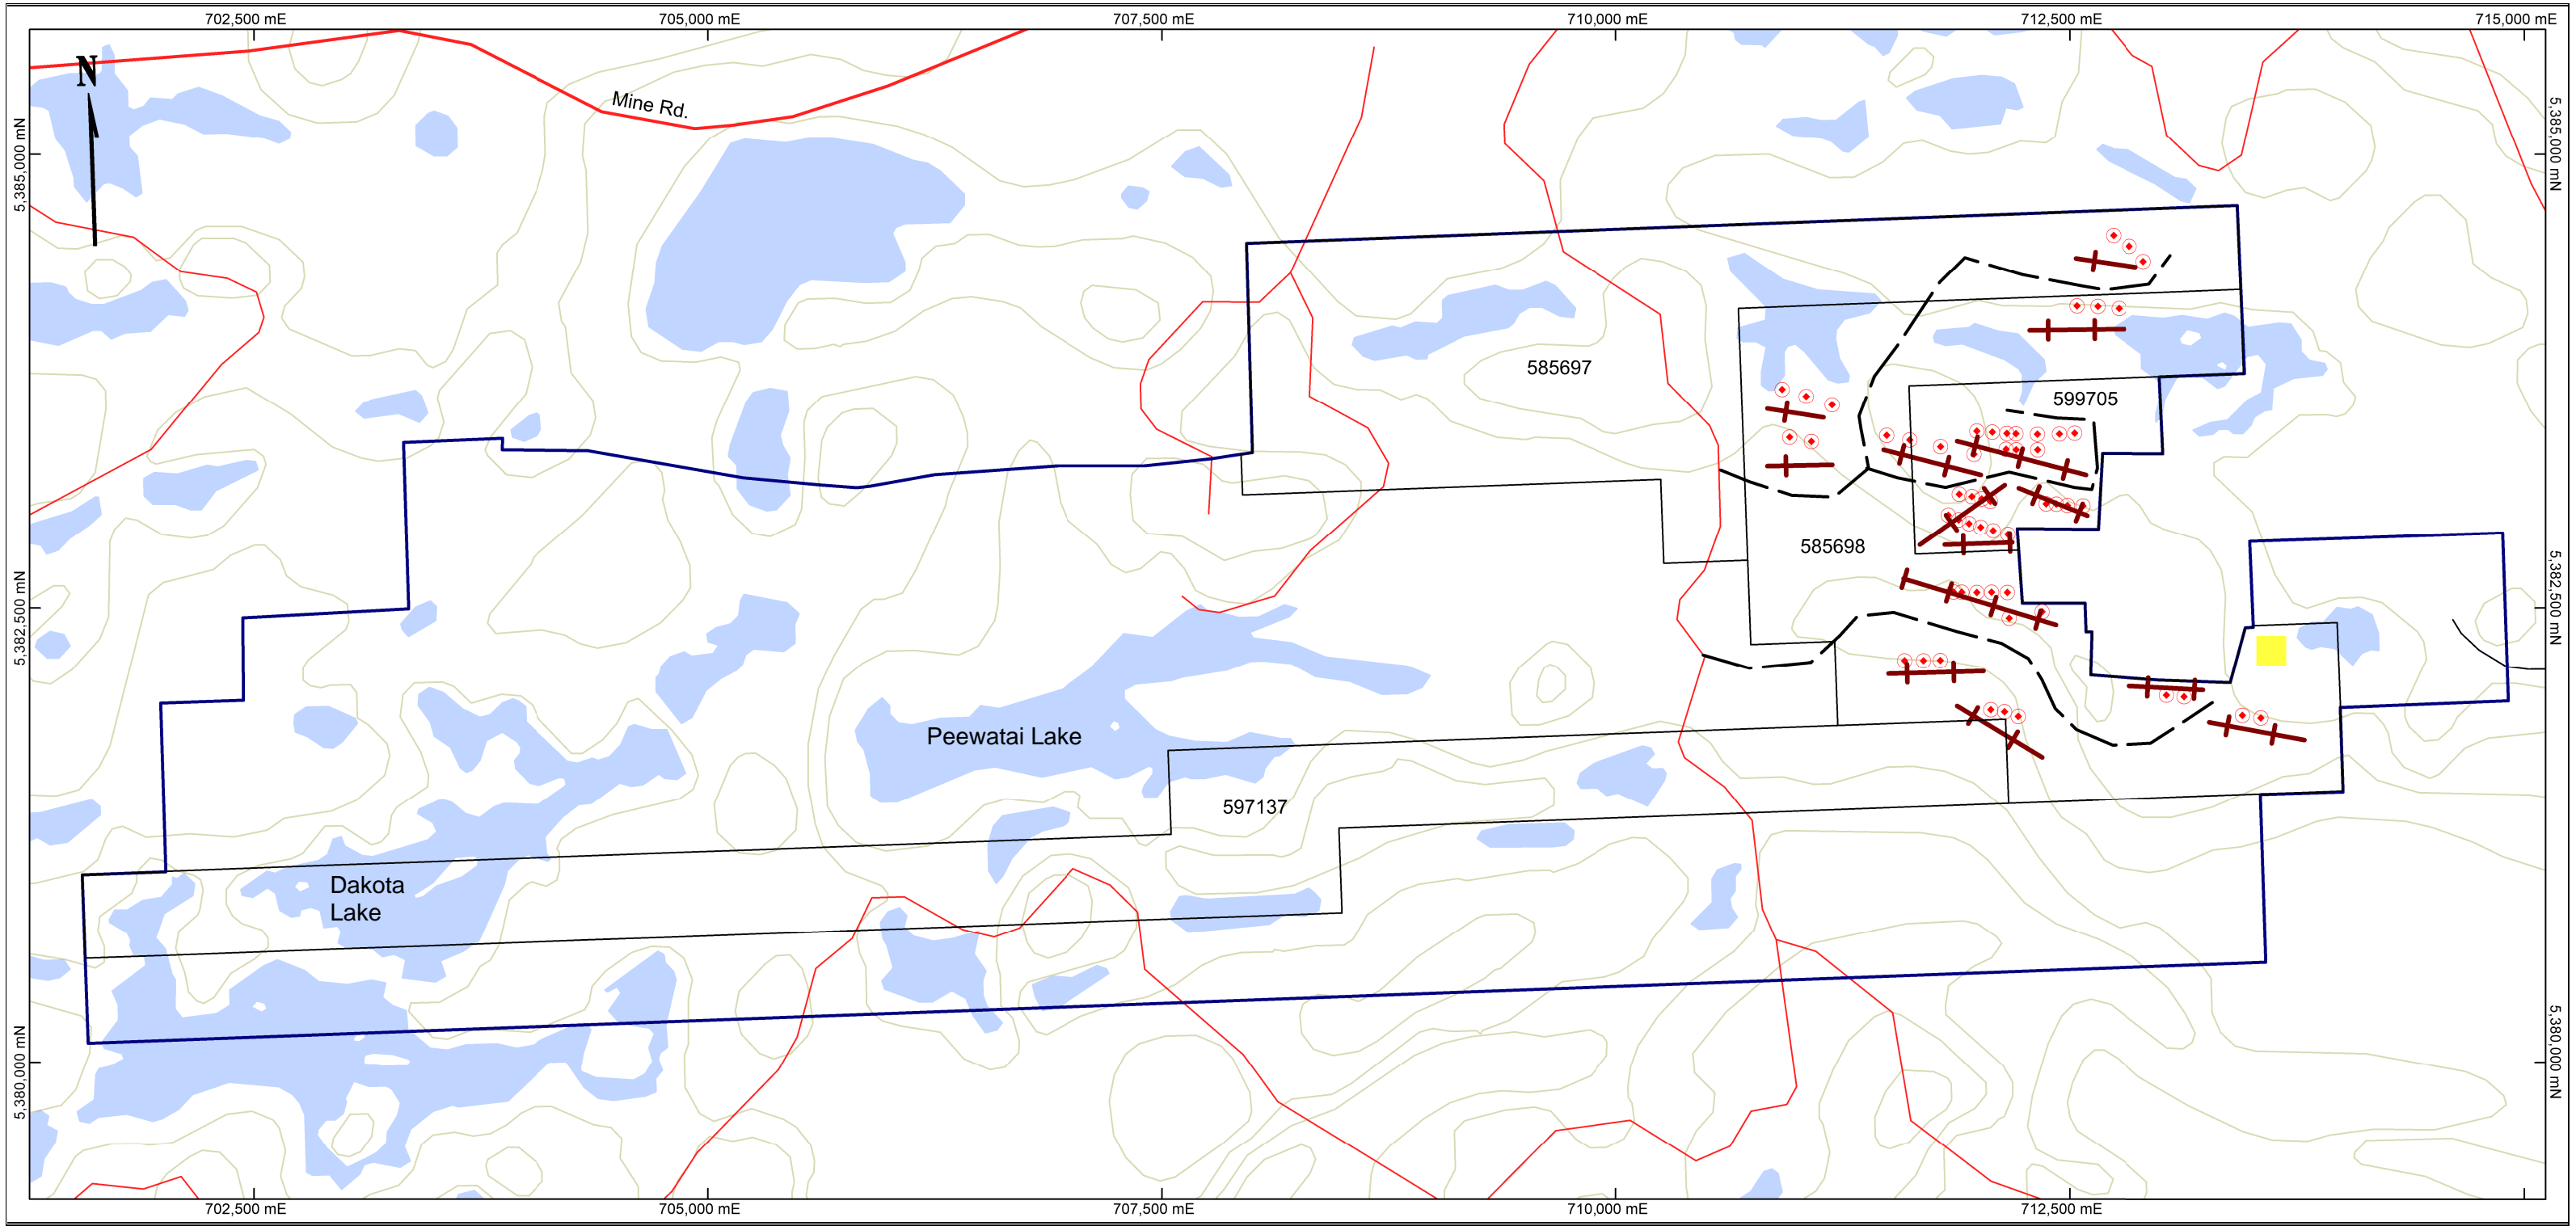 702,500 mE
705,000 mE
707,500 mE
710,000 mE
712,500 mE
715,000 mE
N
Mine Rd.
5,385,000 mN
5,385,000 mN
585697
599705
585698
5,382,500 mN
5,382,500 mN
Peewatai Lake
597137
Dakota
Lake
5,380,000 mN
5,380,000 mN
702,500 mE
705,000 mE
707,500 mE
710,000 mE
712,500 mE